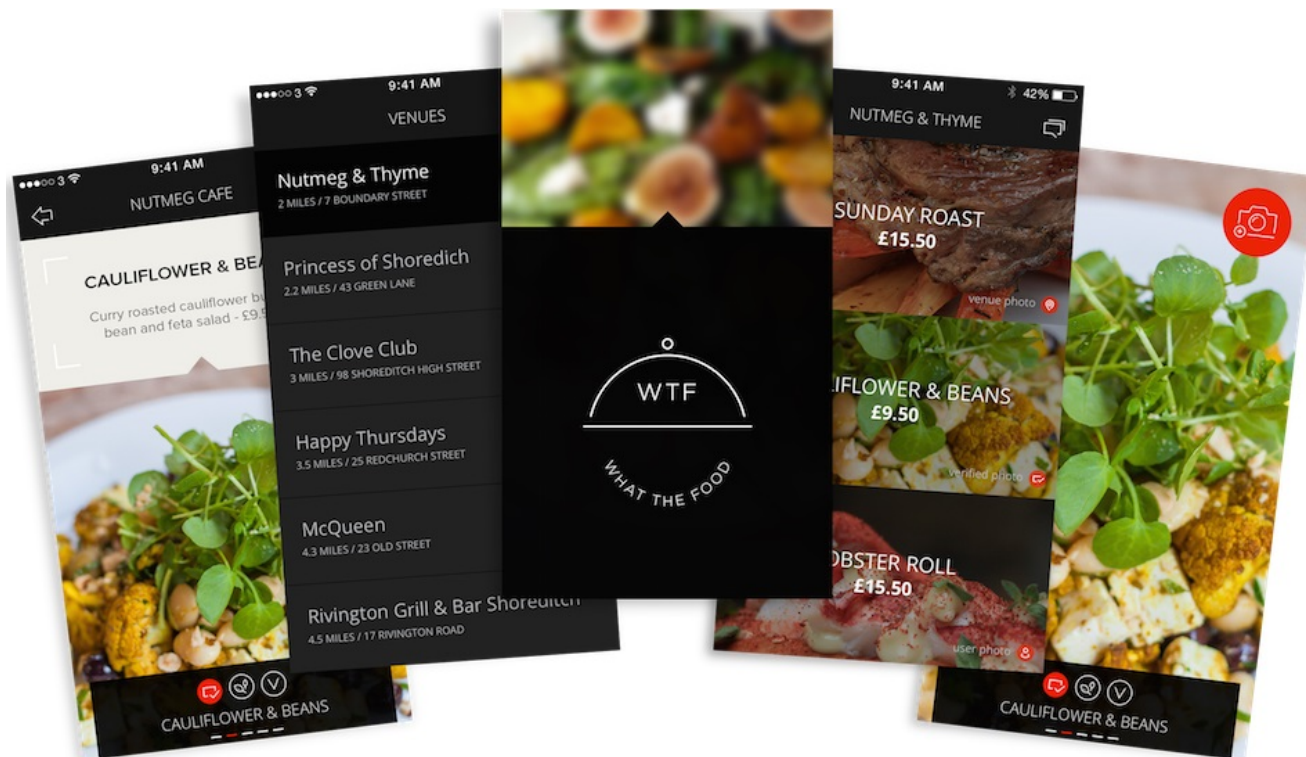 9:41 AM
NUTMEG CAFE
CAULIFLOWER & BEA
Curry roasted cauliflower bu
bean and feta salad - £9.5
CAULIFLOWER & BEANS
3
9:41 AM
VENUES
Nutmeg & Thyme
2 MILES / 7 BOUNDARY STREET
Princess of Shoredich
2.2 MILES / 43 GREEN LANE
The Clove Club
3 MILES / 98 SHOREDITCH HIGH STREET
Happy Thursdays
3.5 MILES / 25 REDCHURCH STREET
McQueen
4.3 MILES / 23 OLD STREET
Rivington Grill & Bar Shoreditch
4.5 MILES / 17 RIVINGTON ROAD
WTF
WHAT THE FOOD
9:41 AM 42%
NUTMEG & THYME
SUNDAY ROAST
£15.50
venue photo
LIFLOWER & BEANS
£9.50
verified photo
OBSTER ROLL
£15.50
user photo
V
CAULIFLOWER & BEANS